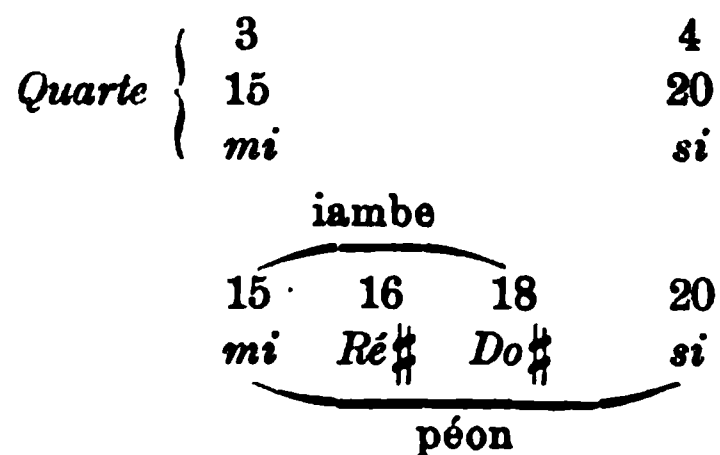 3 4
Quarte 15 20
mi si
iambe
15 16 18 20
mi Ré♯ Do♯ si
péon